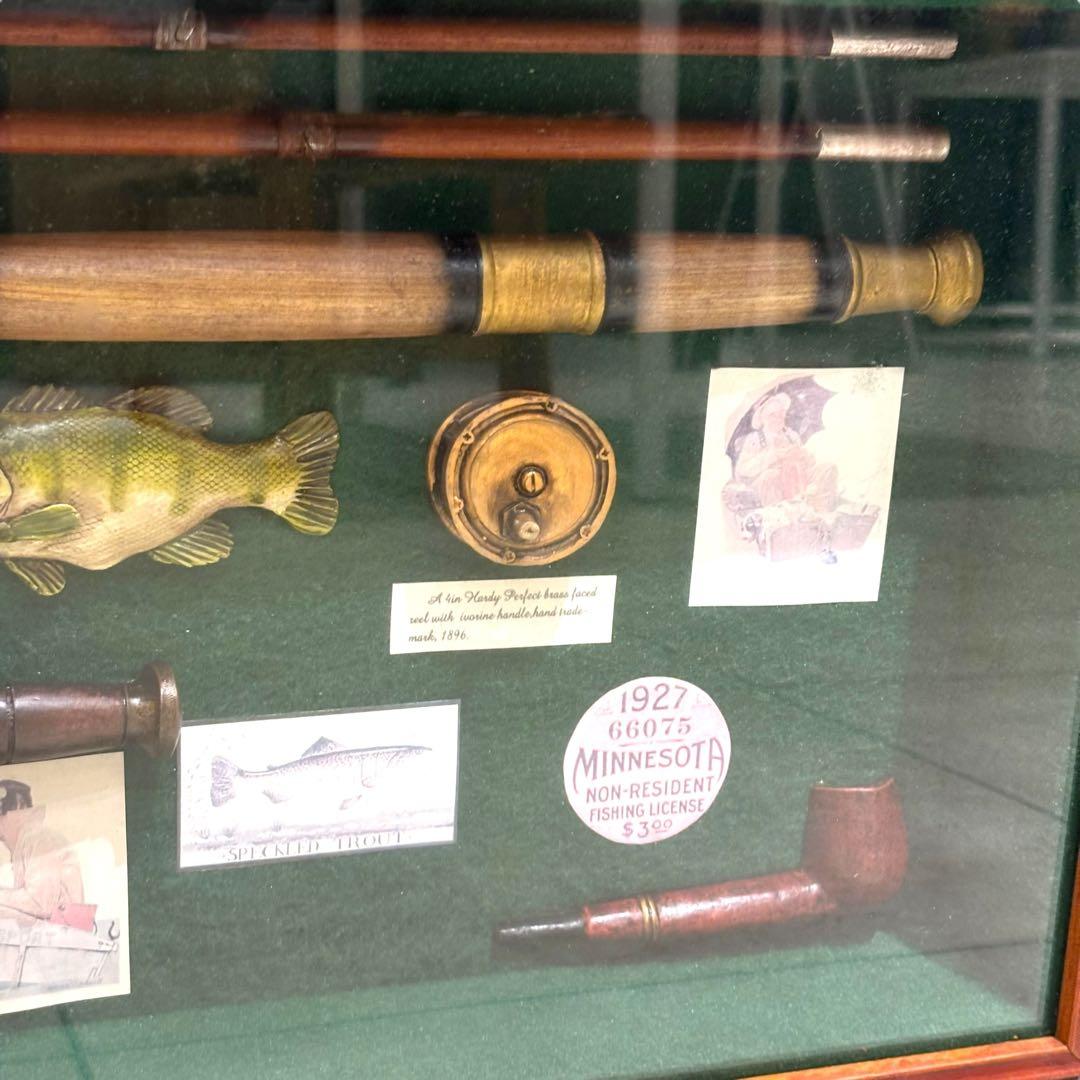 A 4in Hardy Perfect brass faced
reel with ivorine handle,hand trade-
mark, 1896.
1927
66075
MINNESOTA
NON-RESIDENT
FISHING LICENSE
$3.00
SPECKLED TROUT